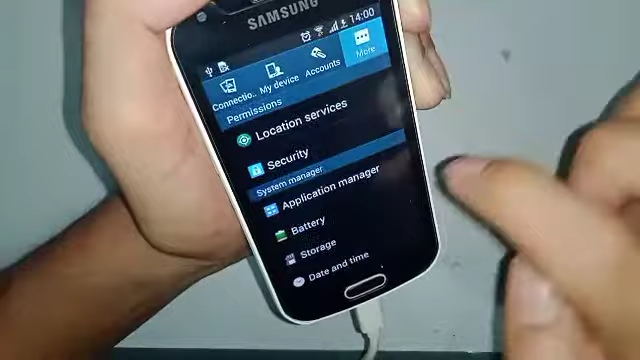 SAMSUNG
14:00
Connectio..
My device
Accounts
More
Permissions
Location services
Security
System manager
Application manager
Battery
Storage
Date and time